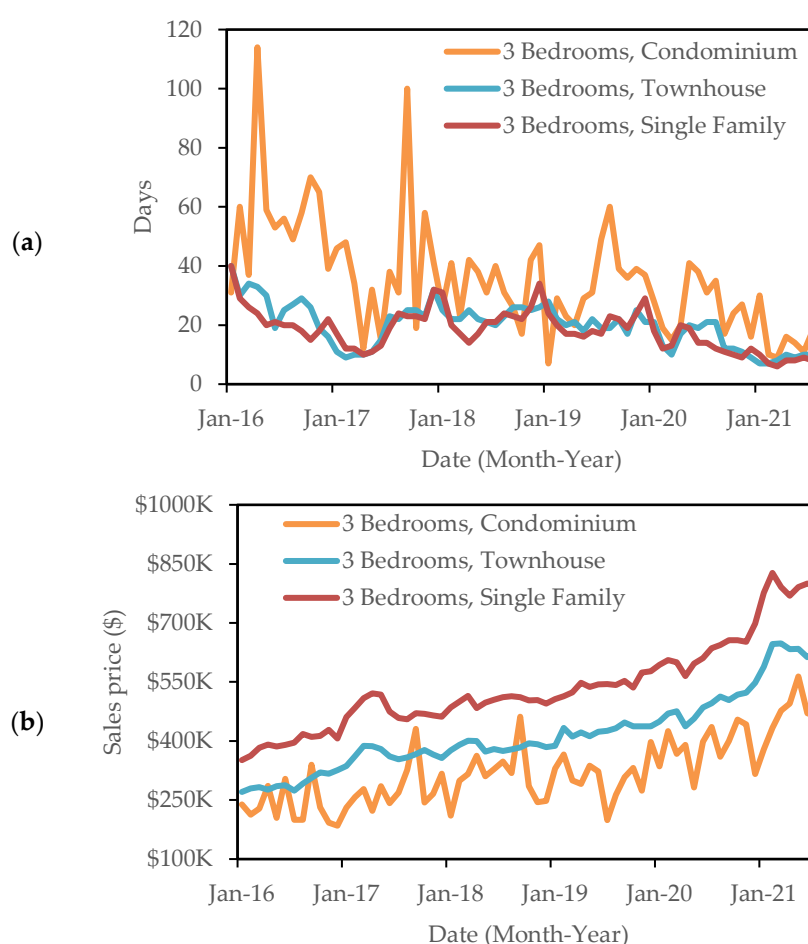 (a)
Days
120
100
80
60
40
20
0
3 Bedrooms, Condominium
3 Bedrooms, Townhouse
3 Bedrooms, Single Family
Jan-16 Jan-17 Jan-18 Jan-19 Jan-20 Jan-21
Date (Month-Year)
(b)
Sales price ($)
$1000K
$850K
$700K
$550K
$400K
$250K
$100K
3 Bedrooms, Condominium
3 Bedrooms, Townhouse
3 Bedrooms, Single Family
Jan-16 Jan-17 Jan-18 Jan-19 Jan-20 Jan-21
Date (Month-Year)